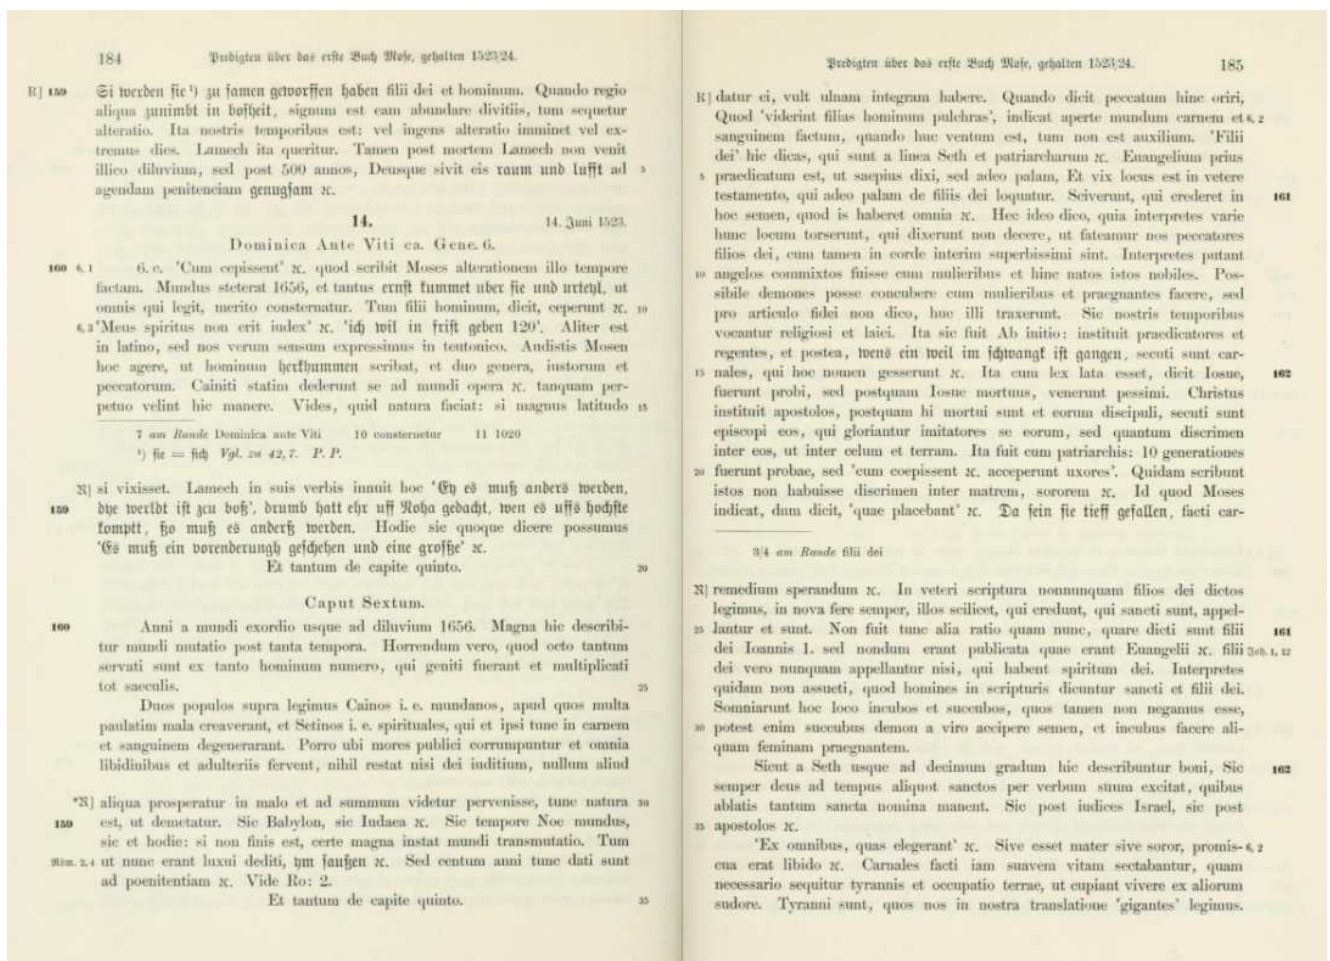 184 Predigten über das erste Buch Mose, gehalten 1523/24.
R] 159 Si werden sie ¹) zu samen geworffen haben filii dei et hominum. Quando regio
aliqua zunimbt in bosheit, signum est eam abundare divitiis, tum sequetur
alteratio. Ita nostris temporibus est: vel ingens alteratio imminet vel ex-
tremus dies. Lamech ita queritur. Tamen post mortem Lamech non venit
illico diluvium, sed post 500 annos, Deusque sivit eis raum und lufft ad 5
agendam penitenciam genugsam ꝛc.
14. 14. Juni 1523.
Dominica Ante Viti ca. Gene. 6.
160 6, 1 6. c. 'Cum cepissent' ꝛc. quod scribit Moses alterationem illo tempore
factam. Mundus steterat 1656, et tantus ernst kummet uber sie und urteyl, ut
omnis qui legit, merito consternatur. Tum filii hominum, dicit, ceperunt ꝛc. 10
6, 3 'Meus spiritus non erit iudex' ꝛc. 'ich wil in frist geben 120'. Aliter est
in latino, sed nos verum sensum expressimus in teutonico. Audistis Mosen
hoc agere, ut hominum herkhummen scribat, et duo genera, iustorum et
peccatorum. Cainiti statim dederunt se ad mundi opera ꝛc. tanquam per-
petuo velint hic manere. Vides, quid natura faciat: si magnus latitudo 15
7 am Rande Dominica ante Viti 10 consternetur 11 1020
¹) sie = sich Vgl. zu 42, 7. P. P.
N] si vixisset. Lamech in suis verbis innuit hoc 'Ey es muß anders werden,
159 dye werldt ist zcu boß', drumb hatt ehr uff Noha gedacht, wen es uffs hochste
komptt, ßo muß es anderß werden. Hodie sic quoque dicere possumus
'Es muß ein vorenderungh geschehen und eine grosse' ꝛc.
Et tantum de capite quinto. 20
Caput Sextum.
160 Anni a mundi exordio usque ad diluvium 1656. Magna hic describi-
tur mundi mutatio post tanta tempora. Horrendum vero, quod octo tantum
servati sunt ex tanto hominum numero, qui geniti fuerant et multiplicati
tot saeculis. 25
Duos populos supra legimus Cainos i. e. mundanos, apud quos multa
paulatim mala creaverant, et Setinos i. e. spirituales, qui et ipsi tunc in carnem
et sanguinem degenerarant. Porro ubi mores publici corrumpuntur et omnia
libidinibus et adulteriis fervent, nihil restat nisi dei iuditium, nullum aliud
*N] aliqua prosperatur in malo et ad summum videtur pervenisse, tunc natura 30
159 est, ut demetatur. Sic Babylon, sic Iudaea ꝛc. Sic tempore Noe mundus,
sic et hodie: si non finis est, certe magna instat mundi transmutatio. Tum
Röm. 2, 4 ut nunc erant luxui dediti, ym saußen ꝛc. Sed centum anni tunc dati sunt
ad poenitentiam ꝛc. Vide Ro: 2.
Et tantum de capite quinto. 35
Predigten über das erste Buch Mose, gehalten 1523/24. 185
R] datur ei, vult ulnam integram habere. Quando dicit peccatum hinc oriri,
Quod 'viderint filias hominum pulchras', indicat aperte mundum carnem et 6, 2
sanguinem factum, quando huc ventum est, tum non est auxilium. 'Filii
dei' hic dicas, qui sunt a linea Seth et patriarcharum ꝛc. Euangelium prius
5 praedicatum est, ut saepius dixi, sed adeo palam, Et vix locus est in vetere
testamento, qui adeo palam de filiis dei loquatur. Sciverunt, qui crederet in 161
hoc semen, quod is haberet omnia ꝛc. Hec ideo dico, quia interpretes varie
hunc locum torserunt, qui dixerunt non decere, ut fateamur nos peccatores
filios dei, cum tamen in corde interim superbissimi sint. Interpretes putant
10 angelos commixtos fuisse cum mulieribus et hinc natos istos nobiles. Pos-
sibile demones posse concubere cum mulieribus et praegnantes facere, sed
pro articulo fidei non dico, huc illi traxerunt. Sic nostris temporibus
vocantur religiosi et laici. Ita sic fuit Ab initio: instituit praedicatores et
regentes, et postea, wens ein weil im schwangk ist gangen, secuti sunt car-
15 nales, qui hoc nomen gesserunt ꝛc. Ita cum lex lata esset, dicit Iosue, 162
fuerunt probi, sed postquam Iosue mortuus, venerunt pessimi. Christus
instituit apostolos, postquam hi mortui sunt et eorum discipuli, secuti sunt
episcopi eos, qui gloriantur imitatores se eorum, sed quantum discrimen
inter eos, ut inter celum et terram. Ita fuit cum patriarchis: 10 generationes
20 fuerunt probae, sed 'cum coepissent ꝛc. acceperunt uxores'. Quidam scribunt
istos non habuisse discrimen inter matrem, sororem ꝛc. Id quod Moses
indicat, dum dicit, 'quae placebant' ꝛc. Da sein sie tieff gefallen, facti car-
3/4 am Rande filii dei
N] remedium sperandum ꝛc. In veteri scriptura nonnunquam filios dei dictos
legimus, in nova fere semper, illos scilicet, qui credunt, qui sancti sunt, appel-
25 lantur et sunt. Non fuit tunc alia ratio quam nunc, quare dicti sunt filii 161
dei Ioannis 1. sed nondum erant publicata quae erant Euangelii ꝛc. filii Joh. 1, 12
dei vero nunquam appellantur nisi, qui habent spiritum dei. Interpretes
quidam non assueti, quod homines in scripturis dicuntur sancti et filii dei.
Somniarunt hoc loco incubos et succubos, quos tamen non negamus esse,
30 potest enim succubus demon a viro accipere semen, et incubus facere ali-
quam feminam praegnantem.
Sicut a Seth usque ad decimum gradum hic describuntur boni, Sic 162
semper deus ad tempus aliquot sanctos per verbum suum excitat, quibus
ablatis tantum sancta nomina manent. Sic post iudices Israel, sic post
35 apostolos ꝛc.
'Ex omnibus, quas elegerant' ꝛc. Sive esset mater sive soror, promis- 6, 2
cua erat libido ꝛc. Carnales facti iam suavem vitam sectabantur, quam
necessario sequitur tyrannis et occupatio terrae, ut cupiant vivere ex aliorum
sudore. Tyranni sunt, quos nos in nostra translatione 'gigantes' legimus.